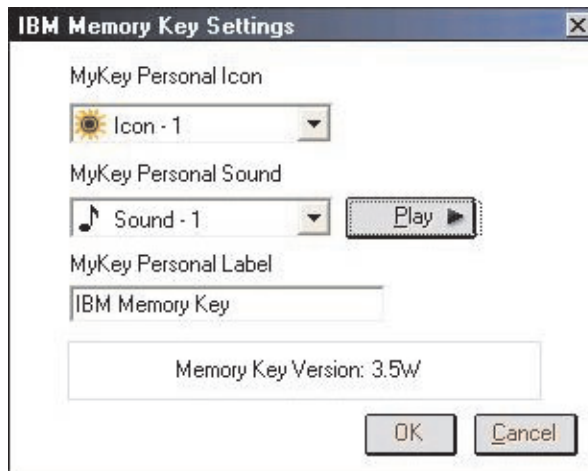 IBM Memory Key Settings
MyKey Personal Icon
Icon - 1
MyKey Personal Sound
Sound - 1
Play
MyKey Personal Label
IBM Memory Key
Memory Key Version: 3.5W
OK
Cancel